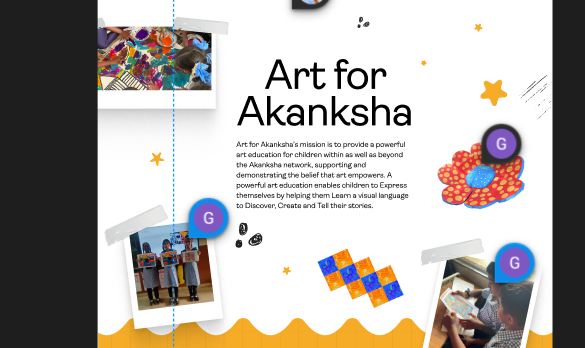 Art for
Akanksha
Art for Akanksha's mission is to provide a powerful
art education for children within as well as beyond
the Akanksha network, supporting and
demonstrating the belief that art empowers. A
powerful art education enables children to Express
themselves by helping them Learn a visual language
to Discover, Create and Tell their stories.
G
G
G